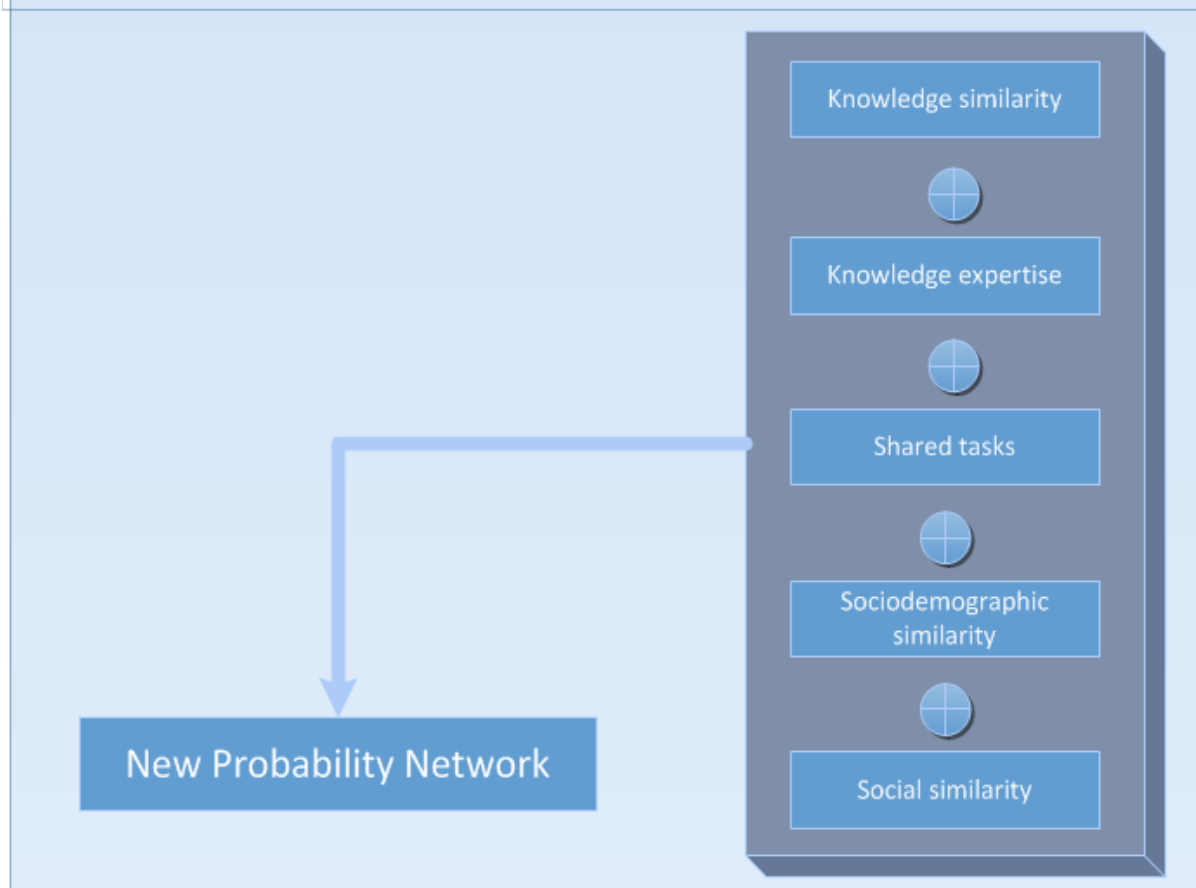 Knowledge similarity
Knowledge expertise
Shared tasks
Sociodemographic
similarity
Social similarity
New Probability Network